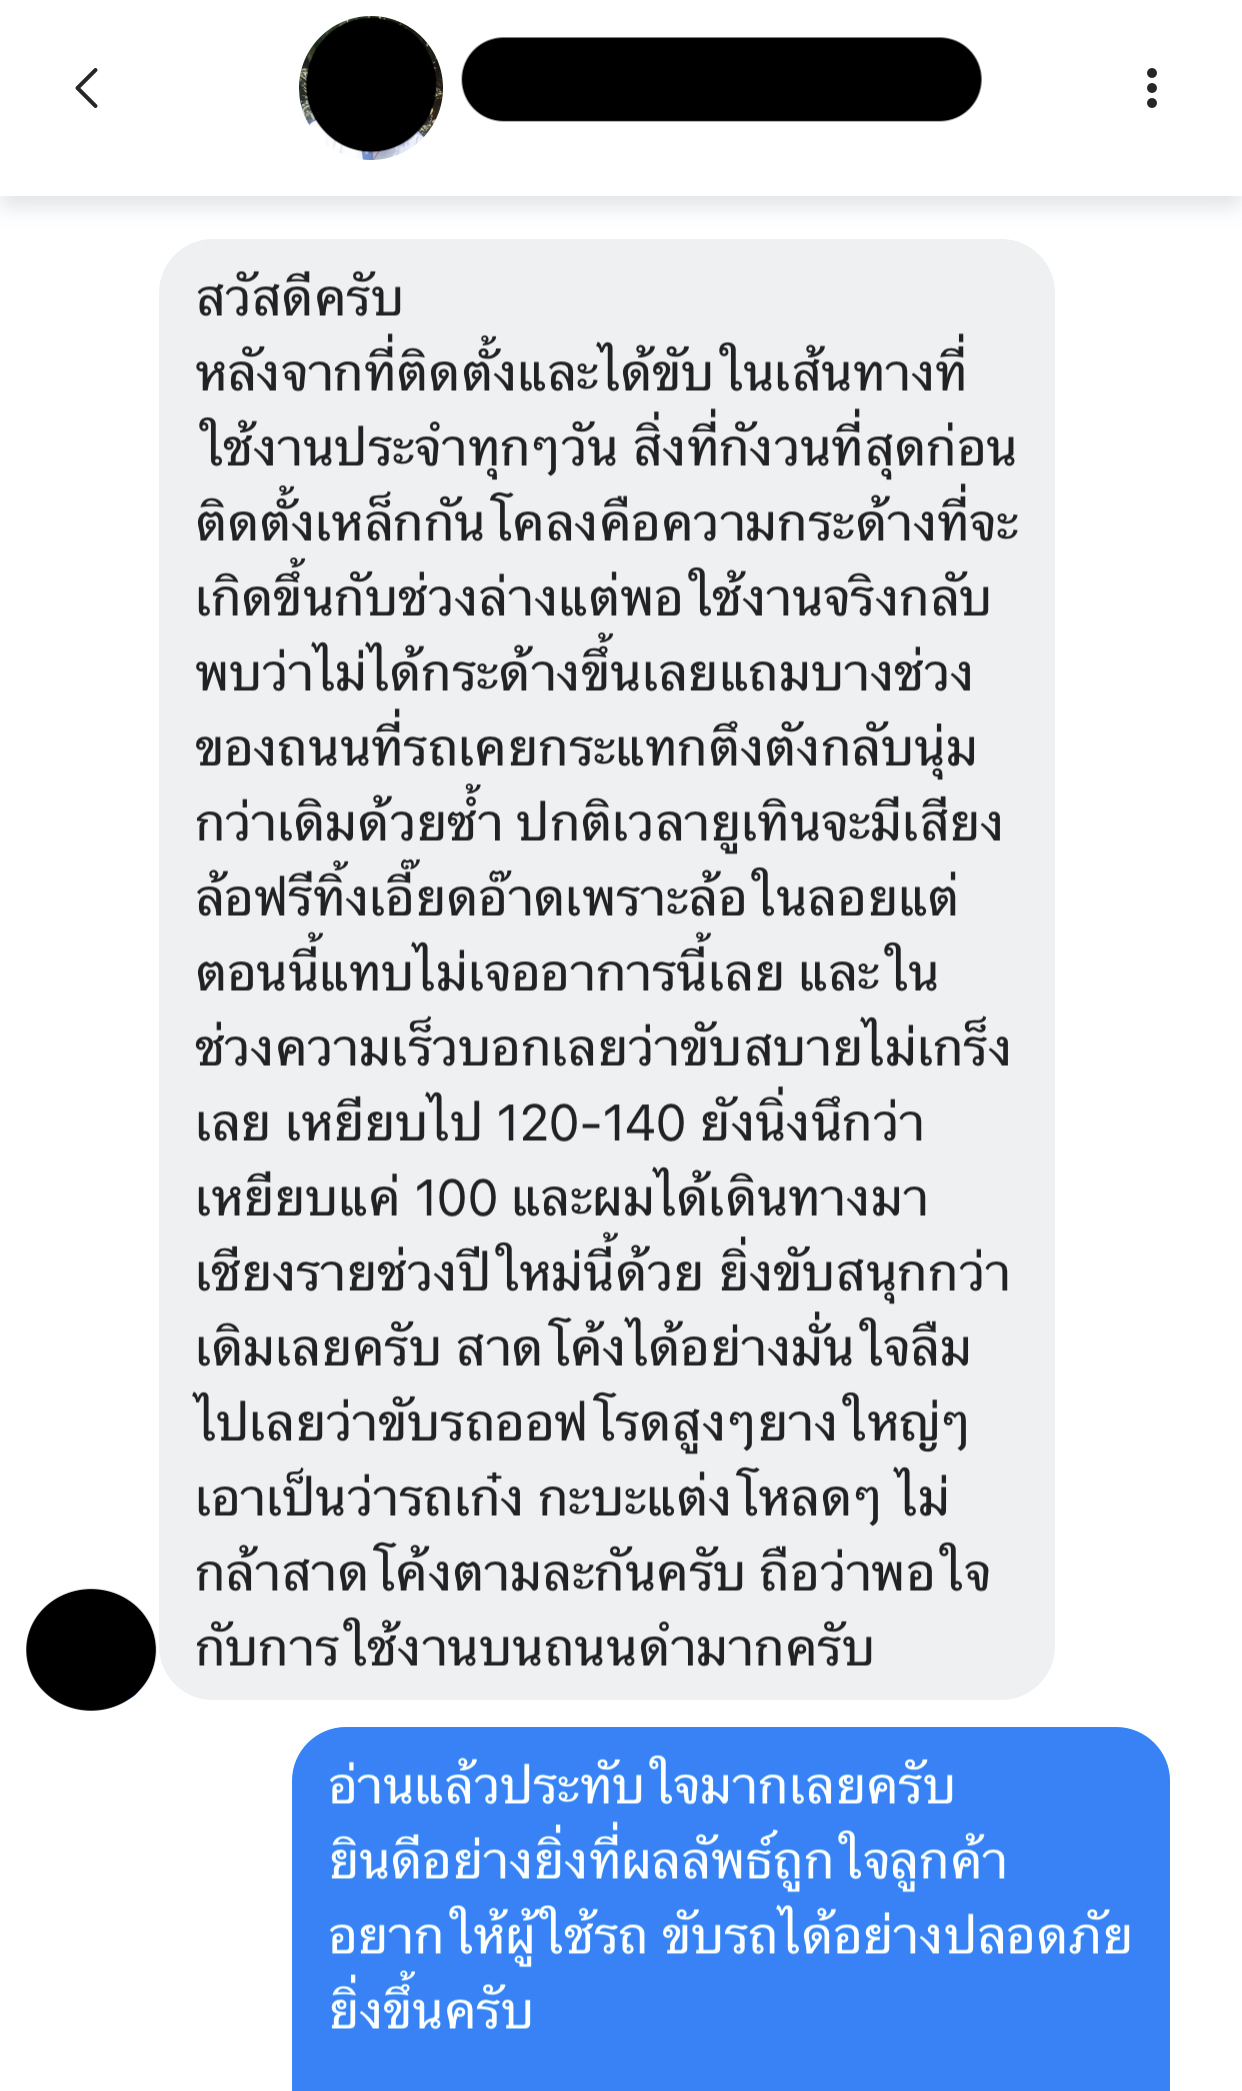 สวัสดีครับ
หลังจากที่ติดตั้งและได้ขับในเส้นทางที่
ใช้งานประจำทุกๆวัน สิ่งที่กังวนที่สุดก่อน
ติดตั้งเหล็กกันโคลงคือความกระด้างที่จะ
เกิดขึ้นกับช่วงล่างแต่พอใช้งานจริงกลับ
พบว่าไม่ได้กระด้างขึ้นเลยแถมบางช่วง
ของถนนที่รถเคยกระแทกตึงตังกลับนุ่ม
กว่าเดิมด้วยซ้ำ ปกติเวลายูเทินจะมีเสียง
ล้อฟรีทิ้งเอี๊ยดอ๊าดเพราะล้อในลอยแต่
ตอนนี้แทบไม่เจออาการนี้เลย และใน
ช่วงความเร็วบอกเลยว่าขับสบายไม่เกร็ง
เลย เหยียบไป 120-140 ยังนิ่งนึกว่า
เหยียบแค่ 100 และผมได้เดินทางมา
เชียงรายช่วงปีใหม่นี้ด้วย ยิ่งขับสนุกกว่า
เดิมเลยครับ สาดโค้งได้อย่างมั่นใจลืม
ไปเลยว่าขับรถออฟโรดสูงๆยางใหญ่ๆ
เอาเป็นว่ารถเก๋ง กะบะแต่งโหลดๆ ไม่
กล้าสาดโค้งตามละกันครับ ถือว่าพอใจ
กับการใช้งานบนถนนดำมากครับ
อ่านแล้วประทับใจมากเลยครับ
ยินดีอย่างยิ่งที่ผลลัพธ์ถูกใจลูกค้า
อยากให้ผู้ใช้รถ ขับรถได้อย่างปลอดภัย
ยิ่งขึ้นครับ